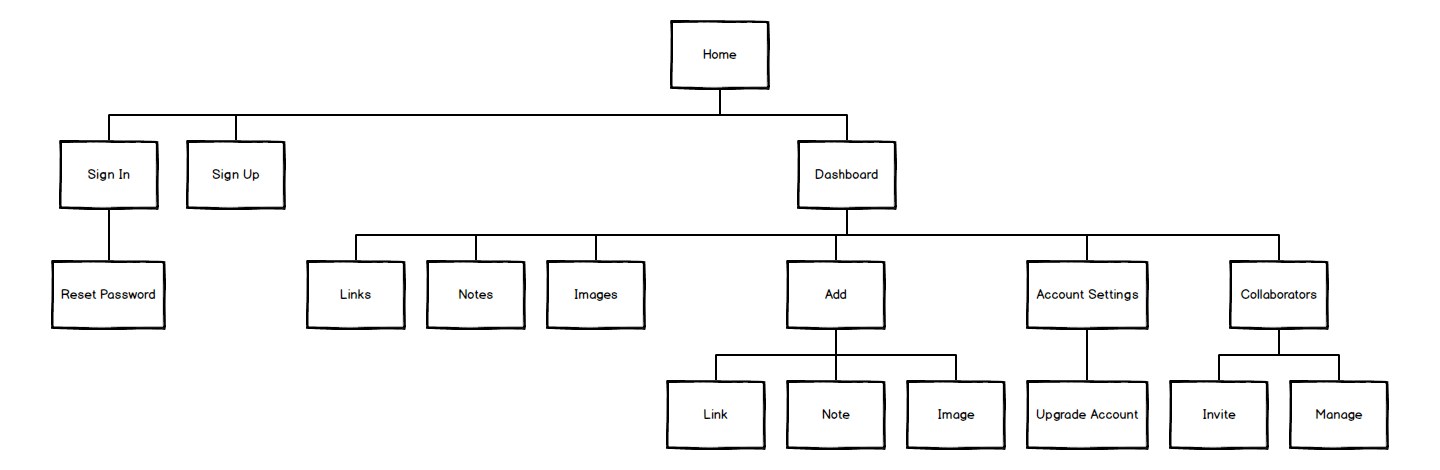 Home
Sign In
Sign Up
Dashboard
Reset Password
Links
Notes
Images
Add
Account Settings
Collaborators
Link
Note
Image
Upgrade Account
Invite
Manage